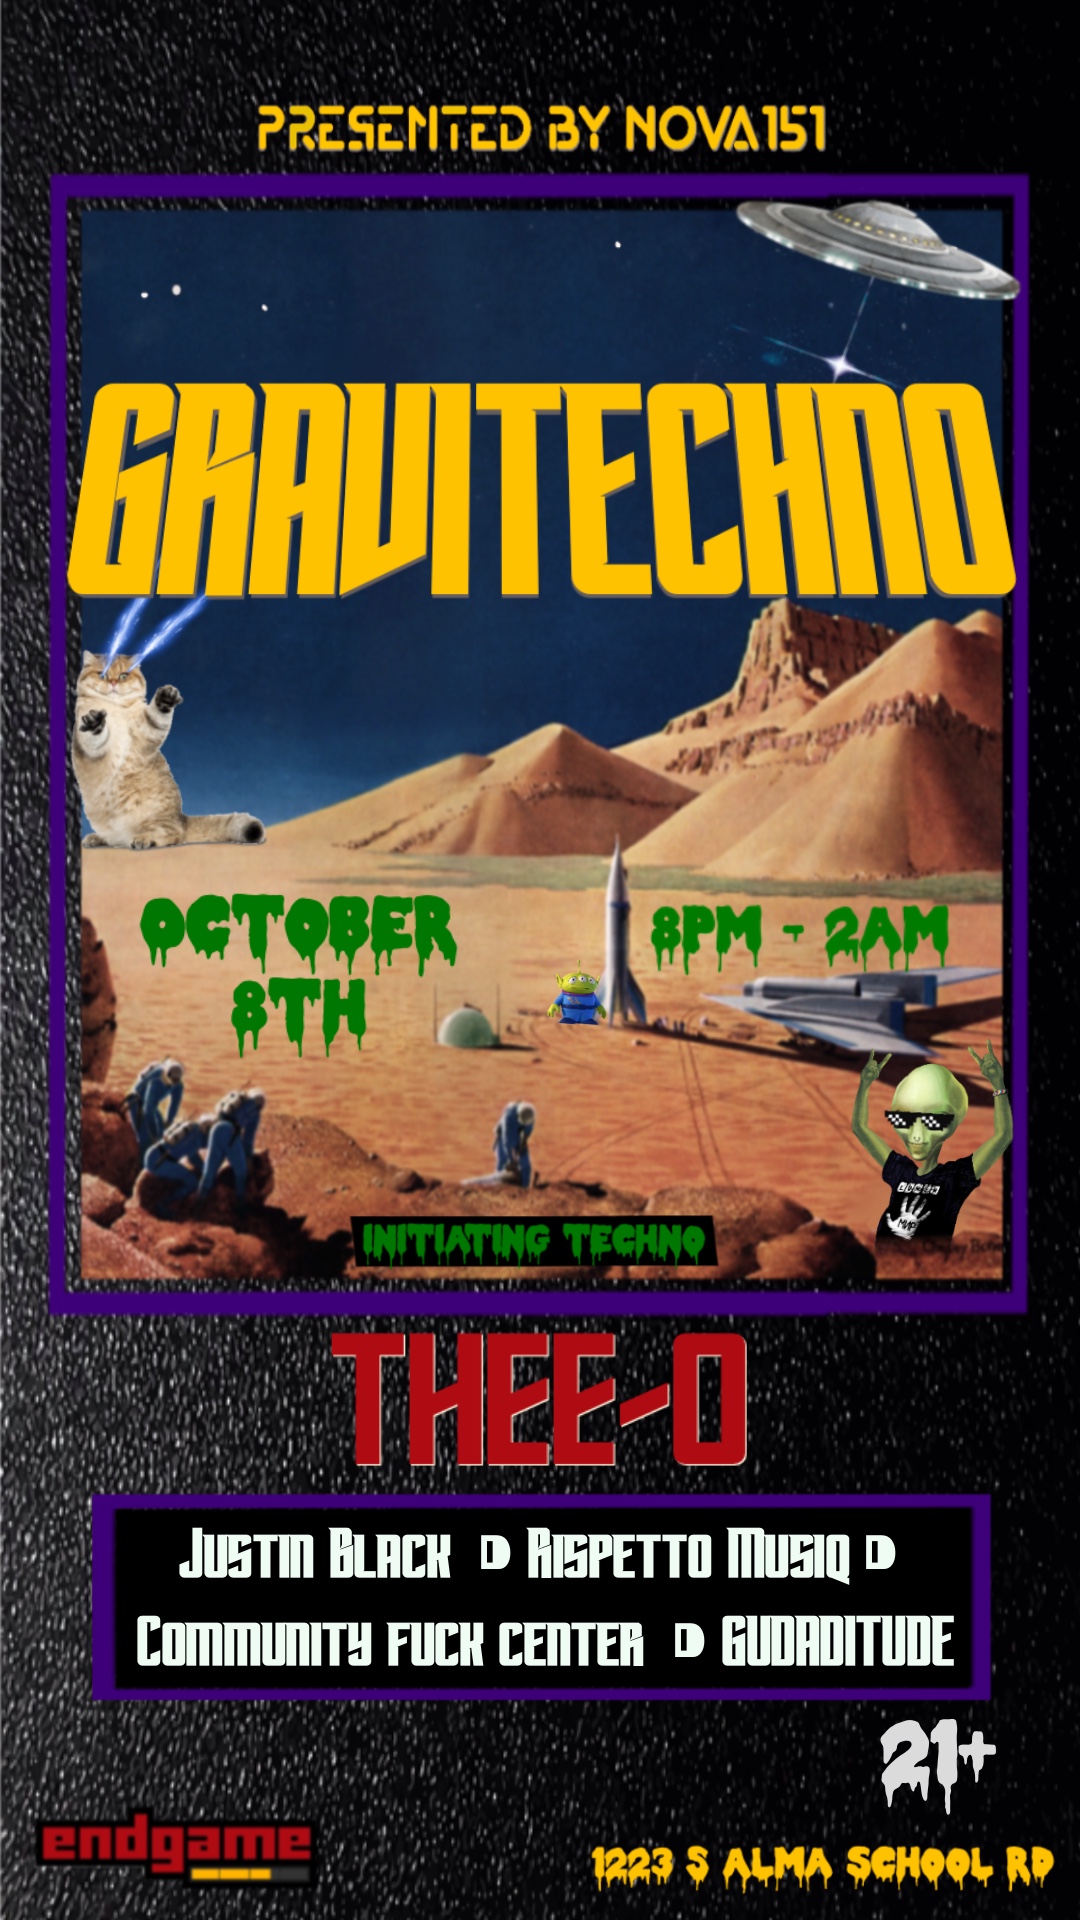 PRESENTED BY NOVA151
GRAVITECHNO
OCTOBER
8TH
8PM - 2AM
INITIATING TECHNO
THEE-O
Justin Black D Rispetto Musiq D
Community fuck center D GUDADITUDE
21+
endgame
1223 S ALMA SCHOOL RD